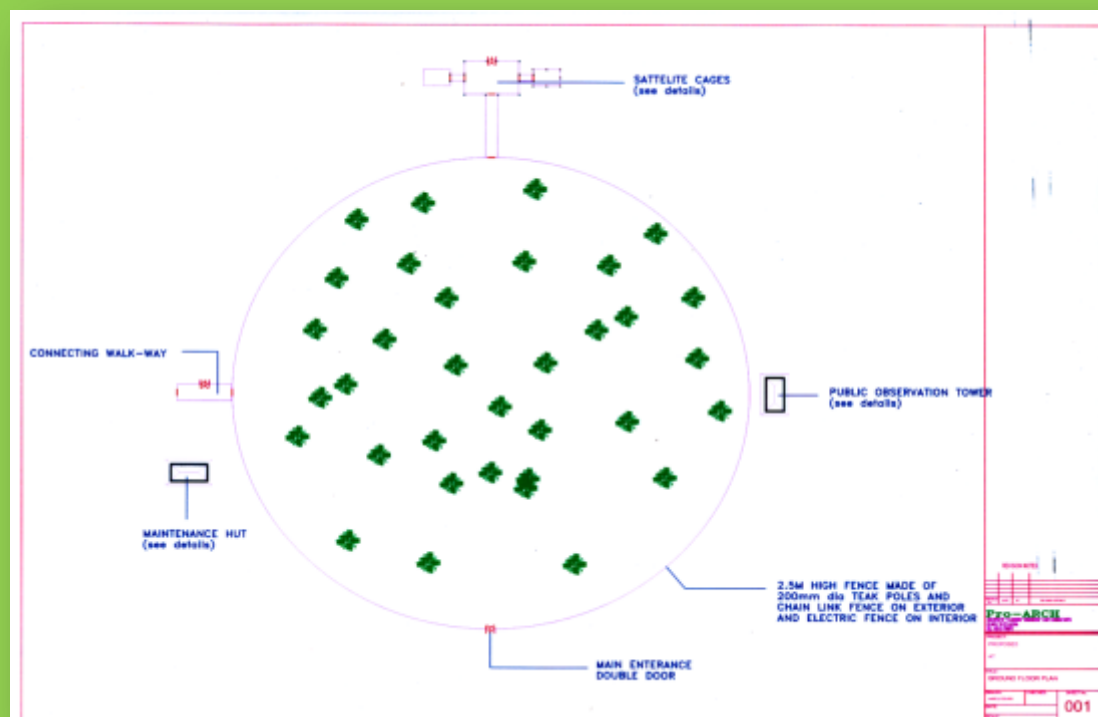 SATTELITE CAGES
(see details)
CONNECTING WALK-WAY
PUBLIC OBSERVATION TOWER
(see details)
MAINTENANCE HUT
(see details)
2.5M HIGH FENCE MADE OF
200mm dia TEAK POLES AND
CHAIN LINK FENCE ON EXTERIOR
AND ELECTRIC FENCE ON INTERIOR
MAIN ENTERANCE
DOUBLE DOOR
REVISION NOTES
Pro-ARCH
GROUND FLOOR PLAN
001